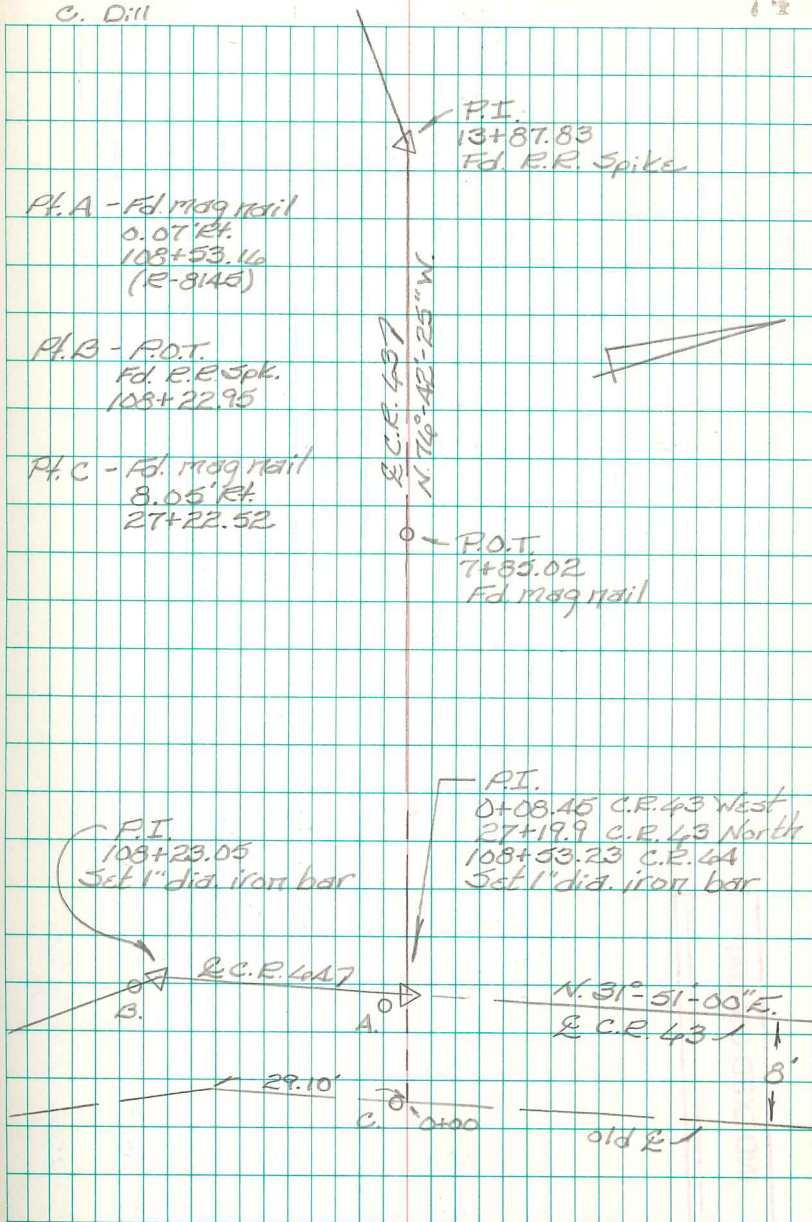 C. Dill
P.I.
13+87.83
Fd. R.R. Spike
Pt. A - Fd. mag nail
0.07' Rt.
108+53.16
(R-8145)
Pt. B - P.O.T.
Fd. R.R. Spk.
108+22.95
Pt. C - Fd. mag nail
8.05' Rt.
27+22.52
℄ C.R. 43
N. 76°-42'-25" W.
P.O.T.
7+85.02
Fd mag nail
P.I.
0+08.45 C.R. 43 West
27+19.9 C.R. 43 North
108+53.23 C.R. 44
Set 1" dia. iron bar
P.I.
108+23.05
Set 1" dia. iron bar
℄ C.R. 44
B.
A.
N. 31°-51'-00" E.
℄ C.R. 43
8'
29.10'
C.
0+00
old ℄